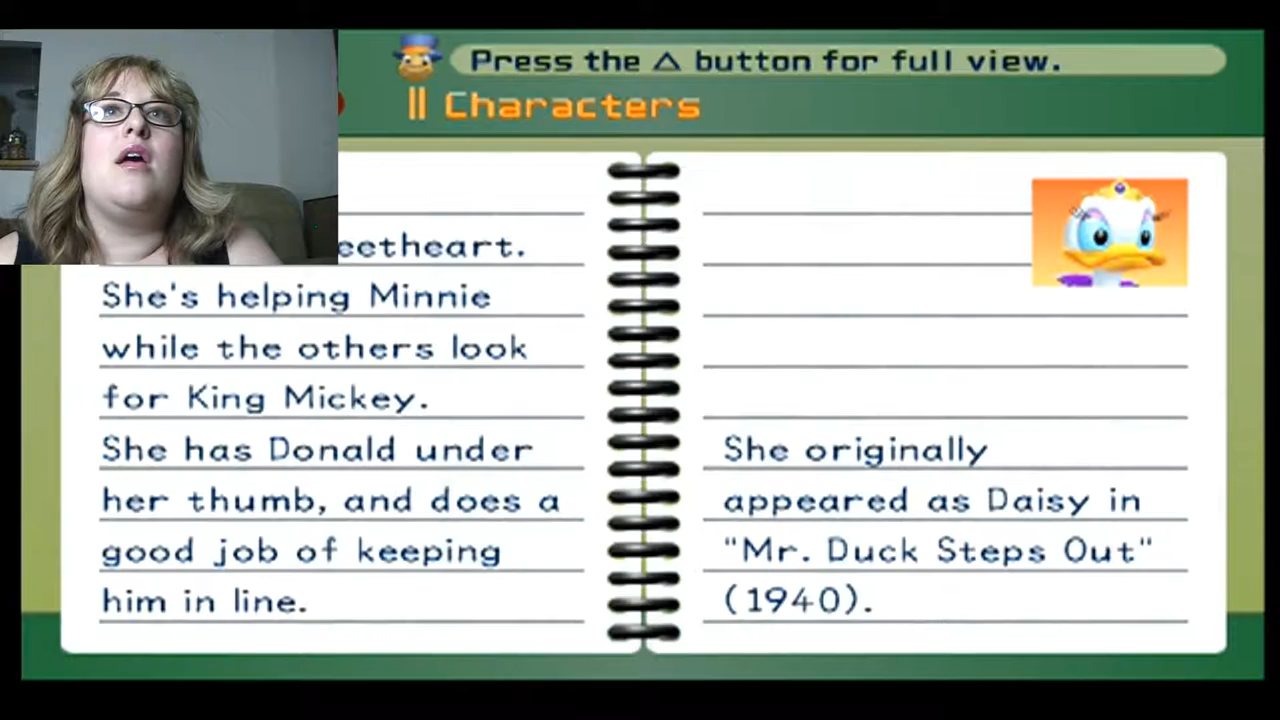 Press the △ button for full view.
Characters
eetheart.
She's helping Minnie
while the others look
for King Mickey.
She has Donald under
her thumb, and does a
good job of keeping
him in line.
She originally
appeared as Daisy in
"Mr. Duck Steps Out"
(1940).